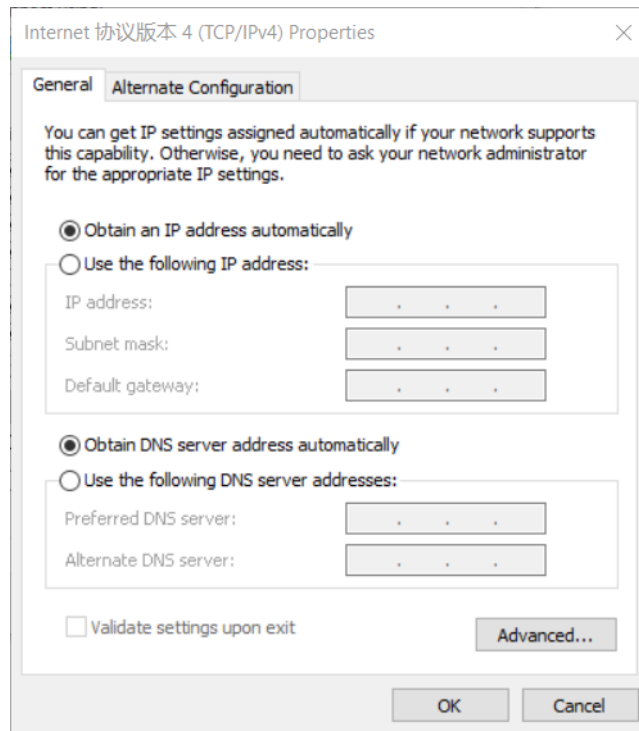 Internet 协议版本 4 (TCP/IPv4) Properties
General
Alternate Configuration
You can get IP settings assigned automatically if your network supports
this capability. Otherwise, you need to ask your network administrator
for the appropriate IP settings.
Obtain an IP address automatically
Use the following IP address:
IP address:
Subnet mask:
Default gateway:
Obtain DNS server address automatically
Use the following DNS server addresses:
Preferred DNS server:
Alternate DNS server:
Validate settings upon exit
Advanced...
OK
Cancel